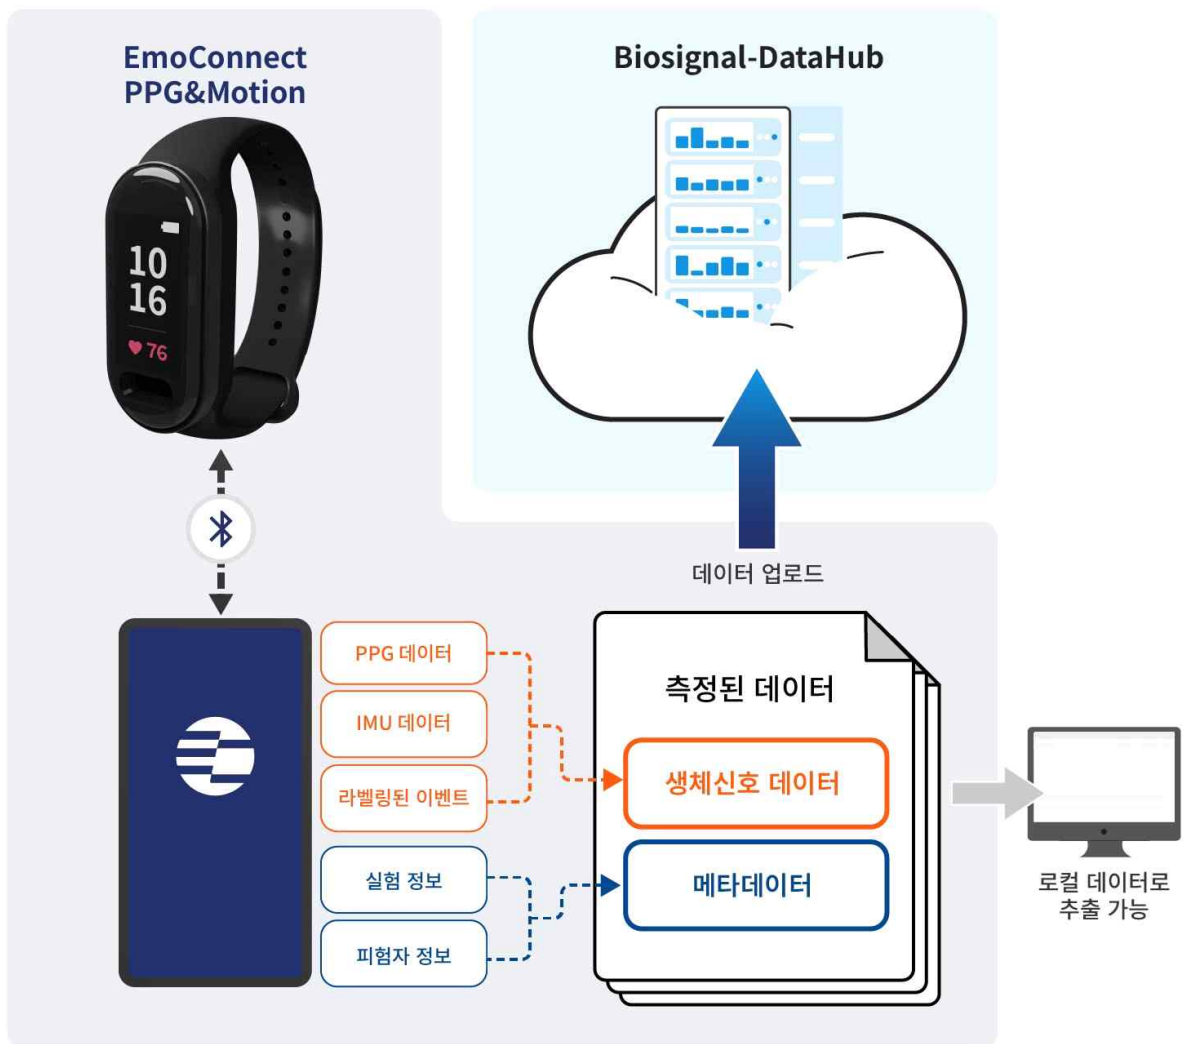 EmoConnect
PPG&Motion
10
16
76
Biosignal-DataHub
데이터 업로드
PPG 데이터
IMU 데이터
라벨링된 이벤트
실험 정보
피험자 정보
측정된 데이터
생체신호 데이터
메타데이터
로컬 데이터로
추출 가능